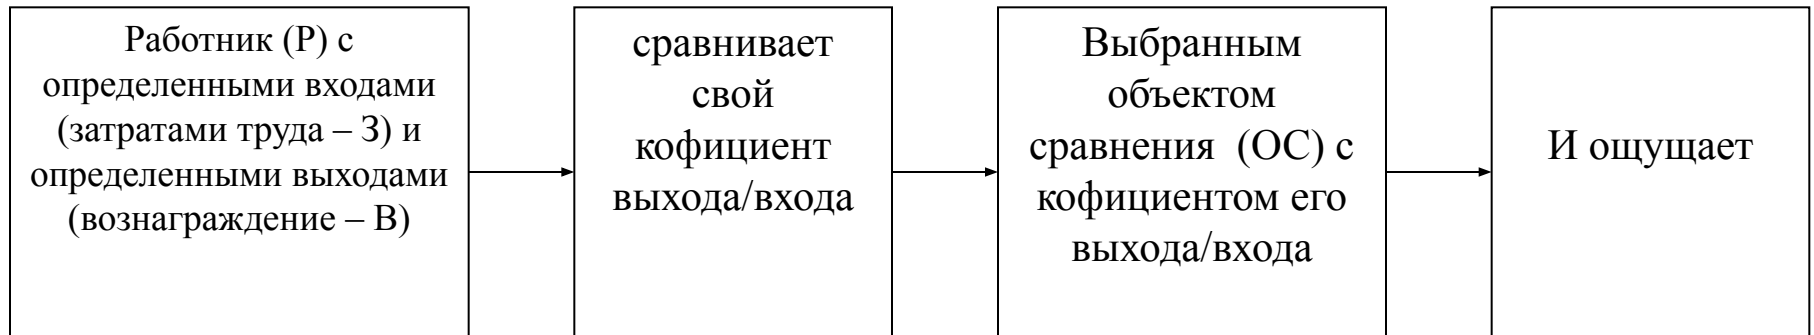 Работник (Р) с
определенными входами
(затратами труда – З) и
определенными выходами
(вознаграждение – В)
сравнивает
свой
кофициент
выхода/входа
Выбранным
объектом
сравнения (ОС) с
кофициентом его
выхода/входа
И ощущает